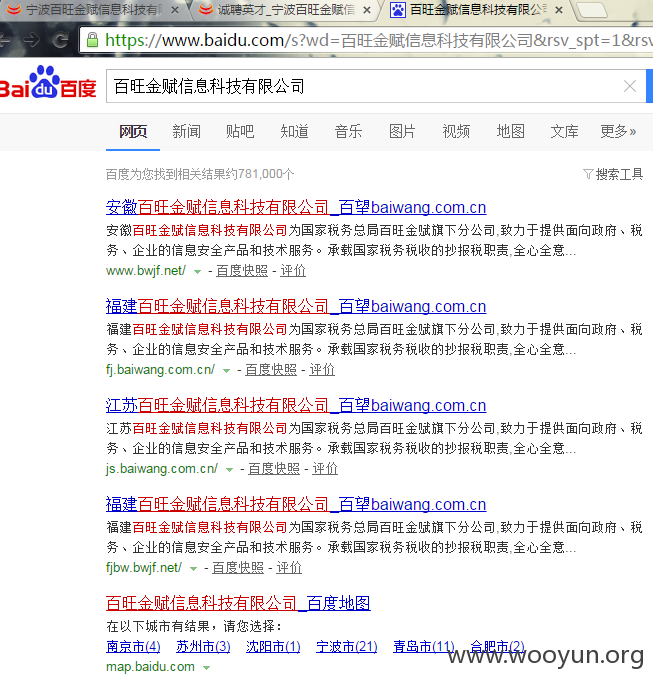 宁波百旺金赋信息科技有限 诚聘英才_宁波百旺金赋信 百旺金赋信息科技有限公
https://www.baidu.com/s?wd=百旺金赋信息科技有限公司&rsv_spt=1&rsv
Bai du 百度 百旺金赋信息科技有限公司
网页 新闻 贴吧 知道 音乐 图片 视频 地图 文库 更多»
百度为您找到相关结果约781,000个 搜索工具
安徽百旺金赋信息科技有限公司_百望baiwang.com.cn
安徽百旺金赋信息科技有限公司为国家税务总局百旺金赋旗下分公司,致力于提供面向政府、税
务、企业的信息安全产品和技术服务。承载国家税务税收的抄报税职责,全心全意...
www.bwjf.net/ - 百度快照 - 评价
福建百旺金赋信息科技有限公司_百望baiwang.com.cn
福建百旺金赋信息科技有限公司为国家税务总局百旺金赋旗下分公司,致力于提供面向政府、税
务、企业的信息安全产品和技术服务。承载国家税务税收的抄报税职责,全心全意...
fj.baiwang.com.cn/ - 百度快照 - 评价
江苏百旺金赋信息科技有限公司_百望baiwang.com.cn
江苏百旺金赋信息科技有限公司为国家税务总局百旺金赋旗下分公司,致力于提供面向政府、税
务、企业的信息安全产品和技术服务。承载国家税务税收的抄报税职责,全心全意...
js.baiwang.com.cn/ - 百度快照 - 评价
福建百旺金赋信息科技有限公司_百望baiwang.com.cn
福建百旺金赋信息科技有限公司为国家税务总局百旺金赋旗下分公司,致力于提供面向政府、税
务、企业的信息安全产品和技术服务。承载国家税务税收的抄报税职责,全心全意...
fjbw.bwjf.net/ - 百度快照 - 评价
百旺金赋信息科技有限公司_百度地图
在以下城市有结果，请您选择：
南京市(4) 苏州市(3) 沈阳市(1) 宁波市(21) 青岛市(11) 合肥市(2)
www.wooyun.org
map.baidu.com